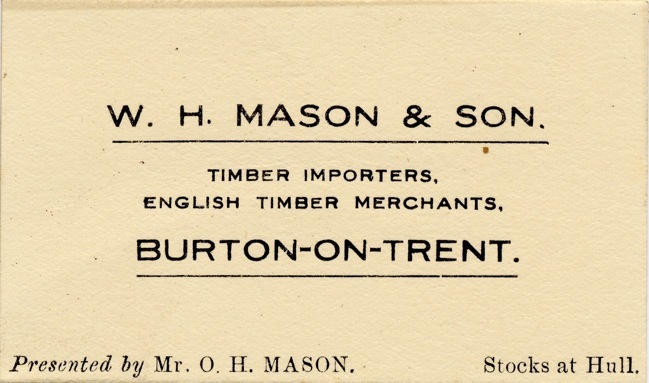 W. H. MASON & SON.
TIMBER IMPORTERS,
ENGLISH TIMBER MERCHANTS,
BURTON-ON-TRENT.
Presented by Mr. O. H. MASON. Stocks at Hull.